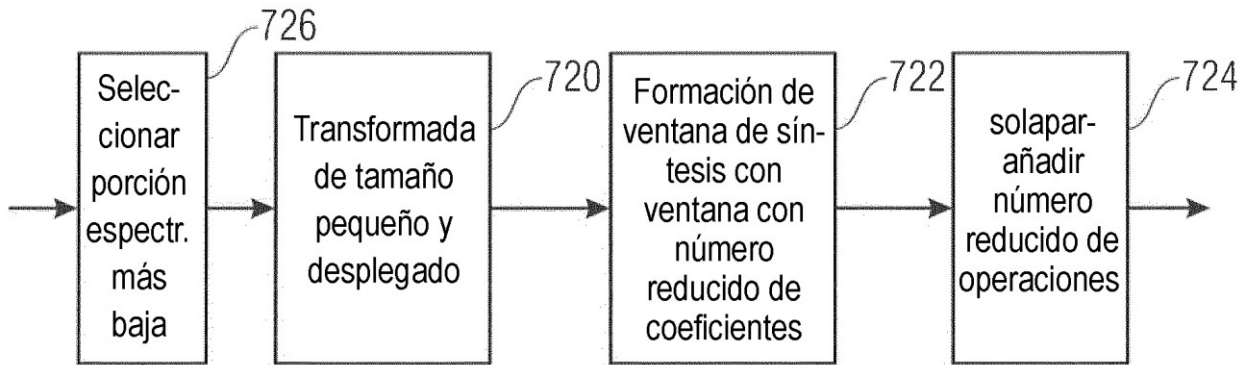 726
Selec-
cionar
porción
espectr.
más
baja
720
Transformada
de tamaño
pequeño y
desplegado
722
Formación de
ventana de sín-
tesis con
ventana con
número
reducido de
coeficientes
724
solapar-
añadir
número
reducido de
operaciones